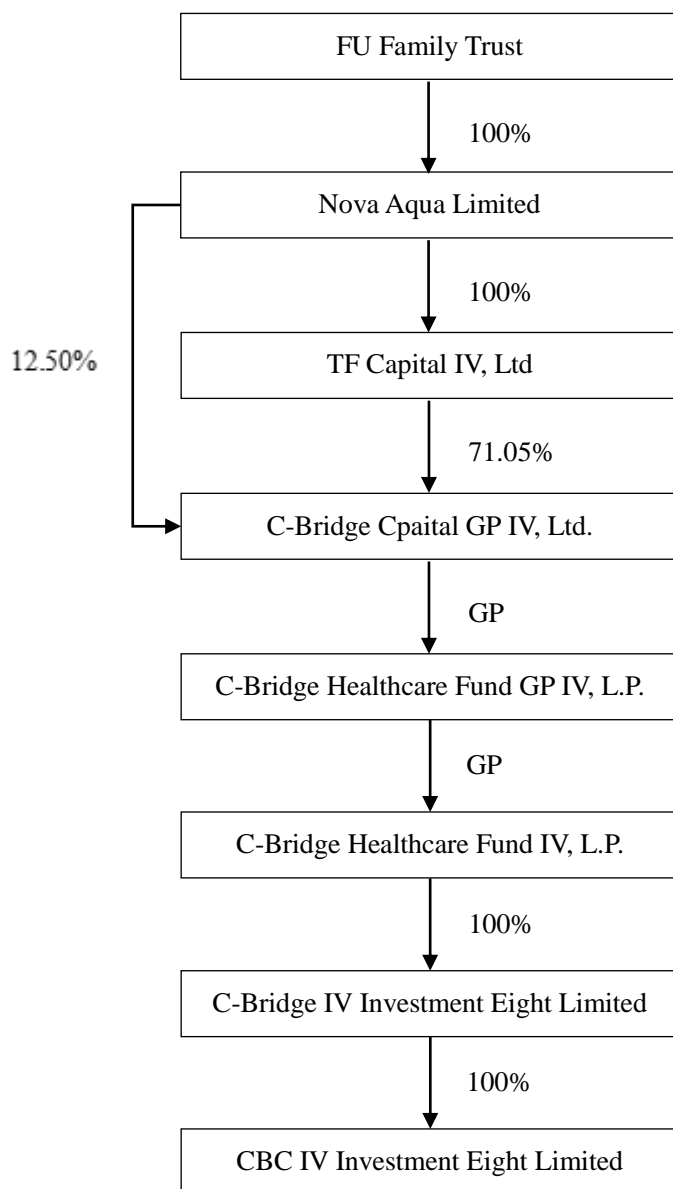 FU Family Trust
100%
Nova Aqua Limited
100%
12.50%
TF Capital IV, Ltd
71.05%
C-Bridge Cpaital GP IV, Ltd.
GP
C-Bridge Healthcare Fund GP IV, L.P.
GP
C-Bridge Healthcare Fund IV, L.P.
100%
C-Bridge IV Investment Eight Limited
100%
CBC IV Investment Eight Limited